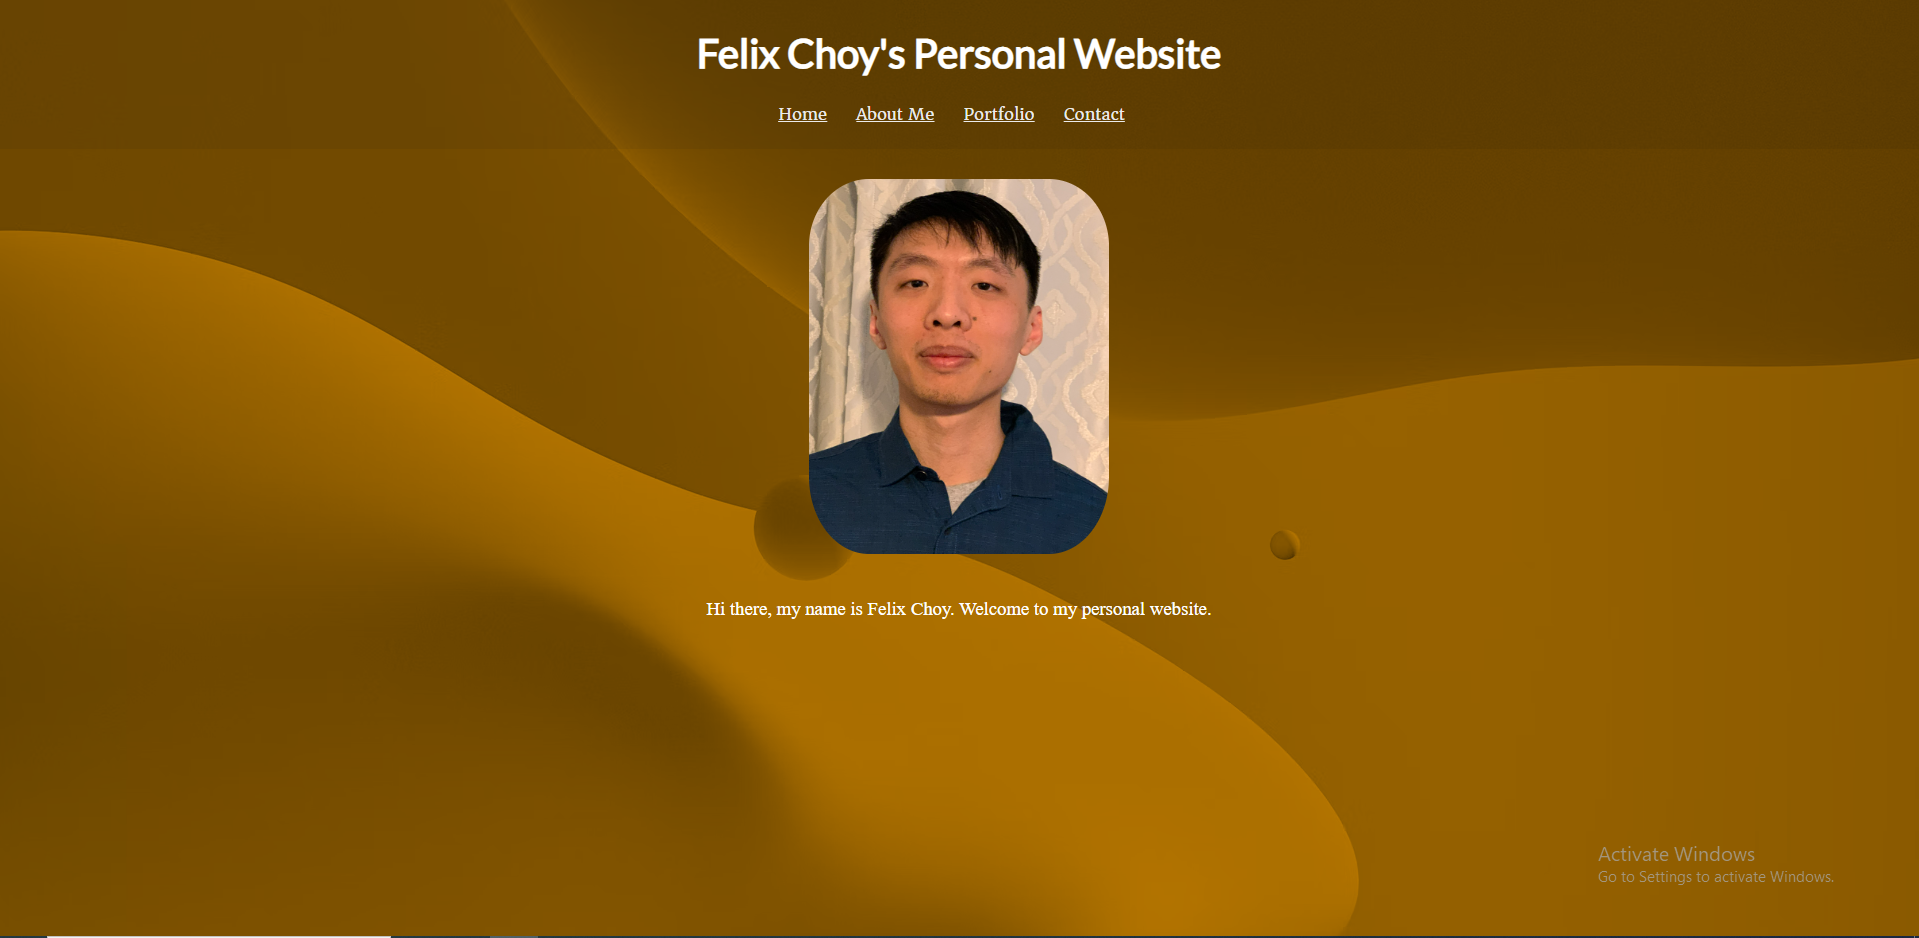 Felix Choy's Personal Website
Home About Me Portfolio Contact
Hi there, my name is Felix Choy. Welcome to my personal website.
Activate Windows
Go to Settings to activate Windows.